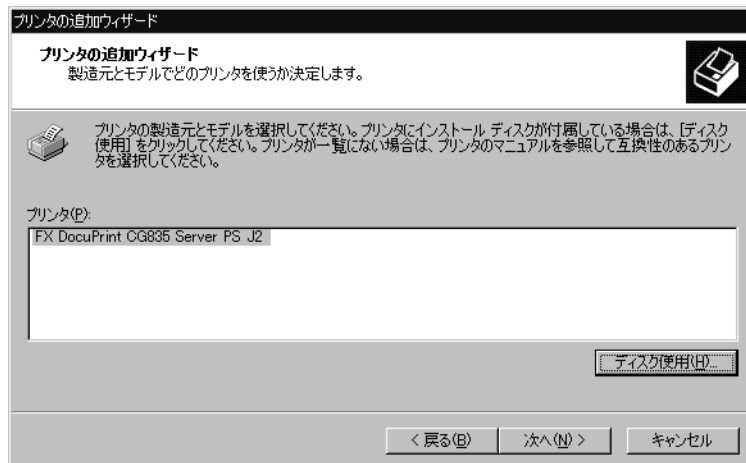 プリンタの追加ウィザード
プリンタの追加ウィザード
製造元とモデルでどのプリンタを使うか決定します。
プリンタの製造元とモデルを選択してください。プリンタにインストール ディスクが付属している場合は、[ディスク
使用] をクリックしてください。プリンタが一覧にない場合は、プリンタのマニュアルを参照して互換性のあるプリン
タを選択してください。
プリンタ(P):
FX DocuPrint CG835 Server PS J2
ディスク使用(H)...
< 戻る(B)
次へ(N) >
キャンセル